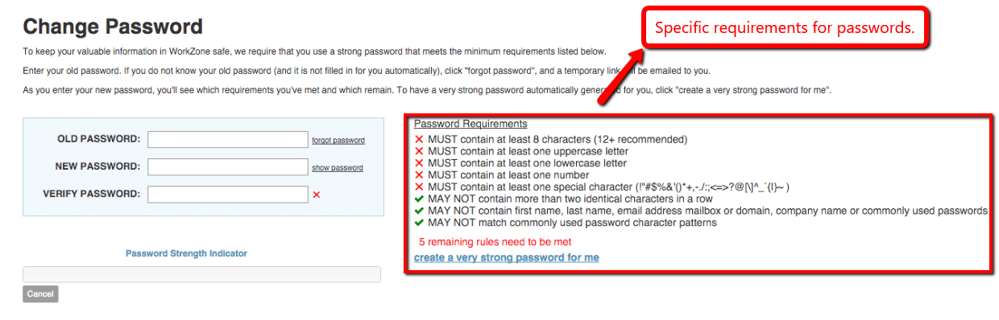 Change Password
Specific requirements for passwords.
To keep your valuable information in WorkZone safe, we require that you use a strong password that meets the minimum requirements listed below.
Enter your old password. If you do not know your old password (and it is not filled in for you automatically), click "forgot password", and a temporary link will be emailed to you.
As you enter your new password, you'll see which requirements you've met and which remain. To have a very strong password automatically generated for you, click "create a very strong password for me".
OLD PASSWORD:
forgot password
NEW PASSWORD:
show password
VERIFY PASSWORD:
Password Strength Indicator
Cancel
Password Requirements
MUST contain at least 8 characters (12+ recommended)
MUST contain at least one uppercase letter
MUST contain at least one lowercase letter
MUST contain at least one number
MUST contain at least one special character (!"#$%&'()*+,-./:;<=>?@[\]^_`{|}~ )
MAY NOT contain more than two identical characters in a row
MAY NOT contain first name, last name, email address mailbox or domain, company name or commonly used passwords
MAY NOT match commonly used password character patterns
5 remaining rules need to be met
create a very strong password for me